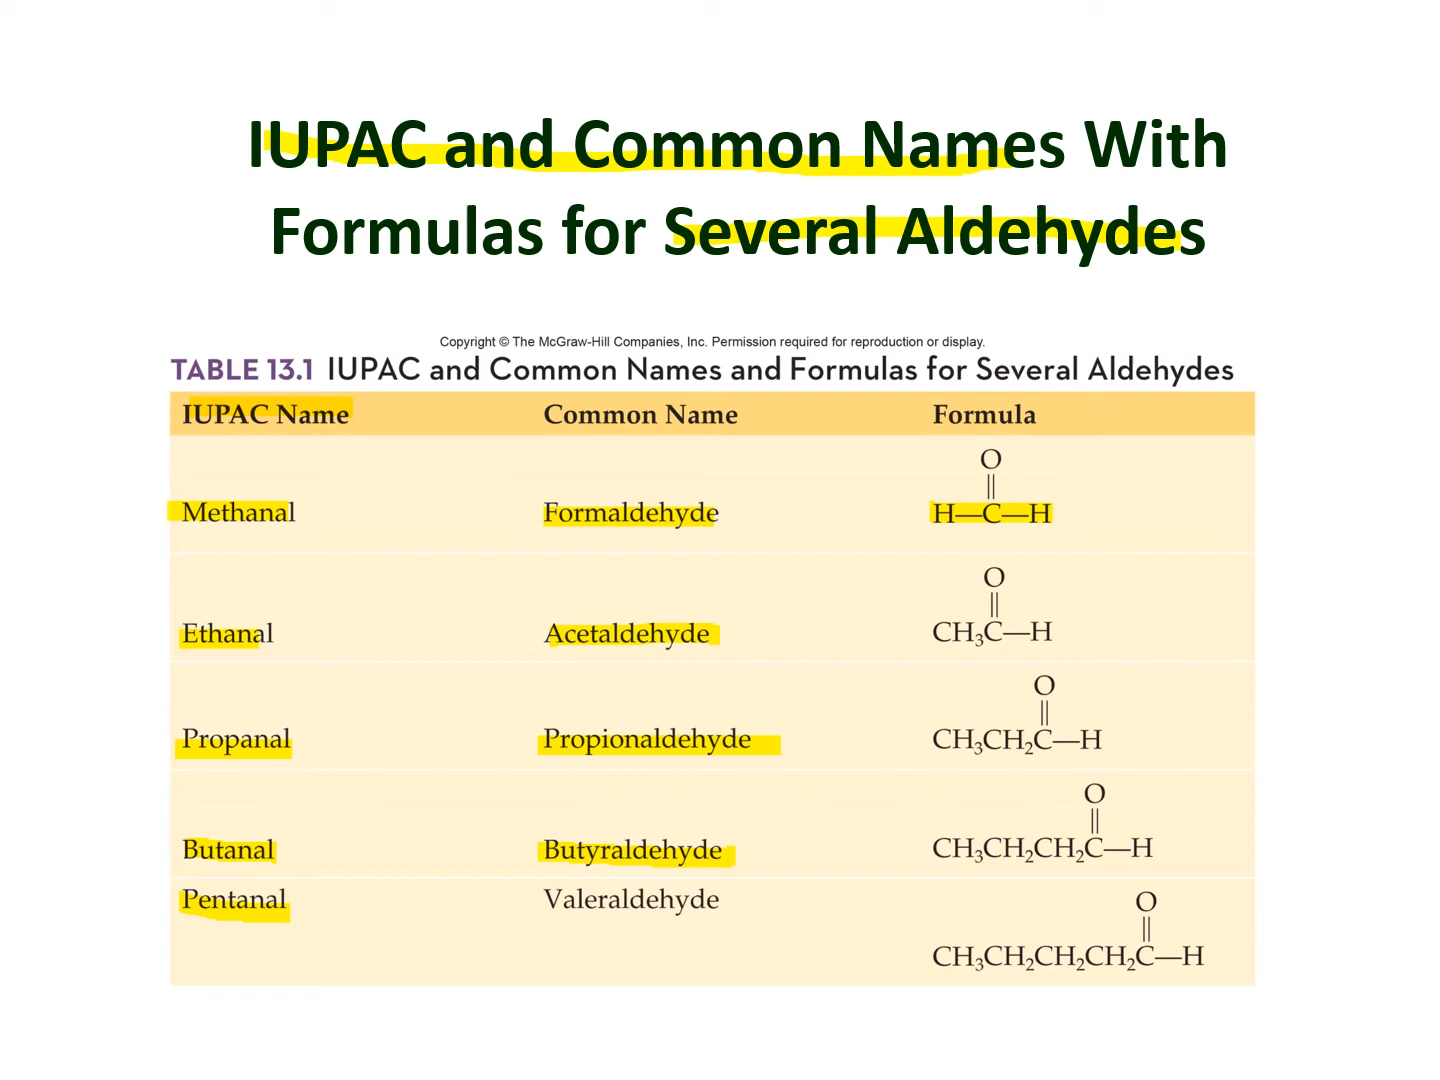 IUPAC and Common Names With
Formulas for Several Aldehydes
Copyright © The McGraw-Hill Companies, Inc. Permission required for reproduction or display.
TABLE 13.1 IUPAC and Common Names and Formulas for Several Aldehydes
IUPAC Name Common Name Formula
O
||
Methanal Formaldehyde H—C—H
O
||
Ethanal Acetaldehyde CH₃C—H
O
||
Propanal Propionaldehyde CH₃CH₂C—H
O
||
Butanal Butyraldehyde CH₃CH₂CH₂C—H
Pentanal Valeraldehyde O
||
CH₃CH₂CH₂CH₂C—H